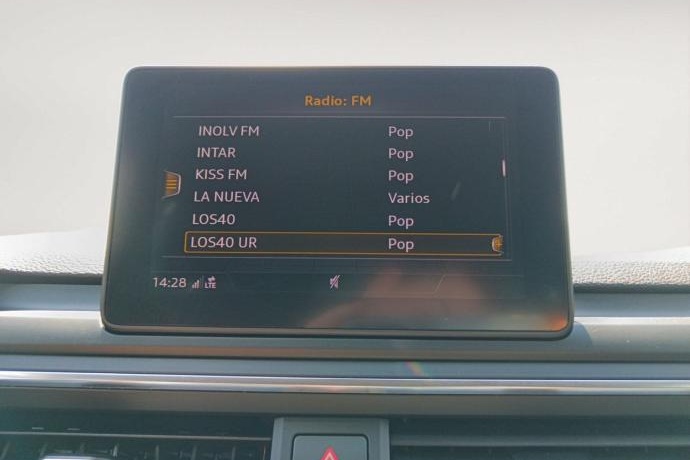 Radio: FM
INOLV FM Pop
INTAR Pop
KISS FM Pop
LA NUEVA Varios
LOS40 Pop
LOS40 UR Pop
14:28 LTE